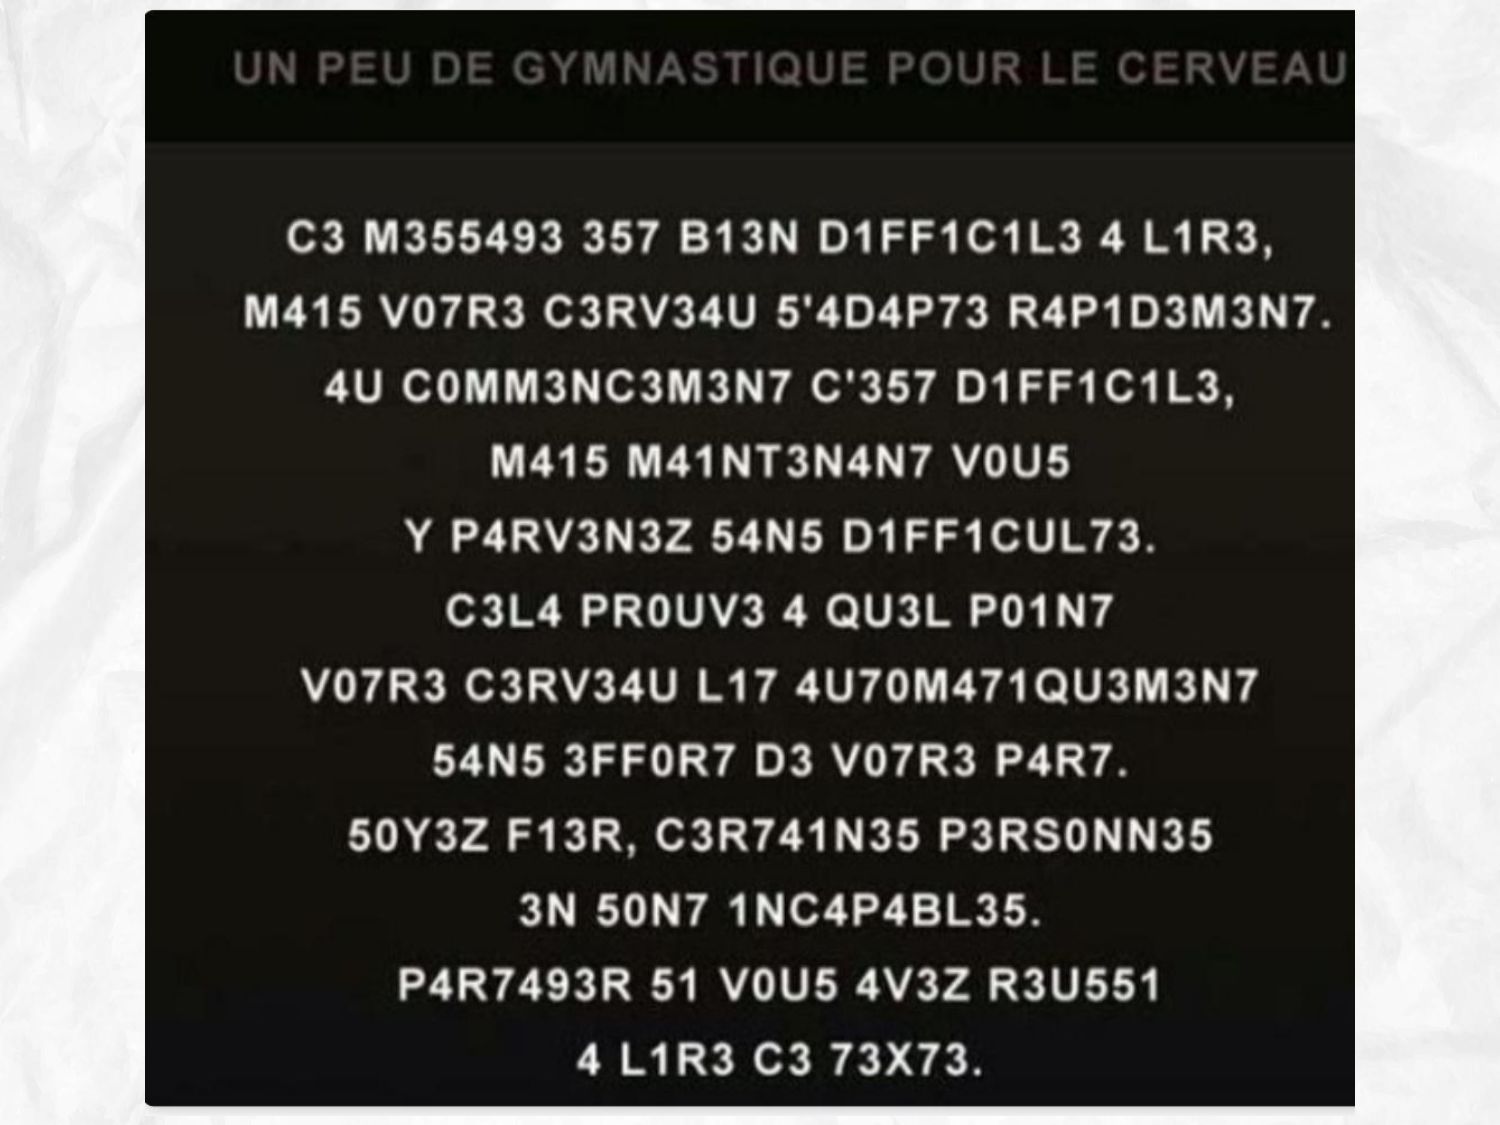 UN PEU DE GYMNASTIQUE POUR LE CERVEAU
C3 M355493 357 B13N D1FF1C1L3 4 L1R3,
M415 V07R3 C3RV34U 5'4D4P73 R4P1D3M3N7.
4U C0MM3NC3M3N7 C'357 D1FF1C1L3,
M415 M41NT3N4N7 V0U5
Y P4RV3N3Z 54N5 D1FF1CUL73.
C3L4 PR0UV3 4 QU3L P01N7
V07R3 C3RV34U L17 4U70M471QU3M3N7
54N5 3FF0R7 D3 V07R3 P4R7.
50Y3Z F13R, C3R741N35 P3RS0NN35
3N 50N7 1NC4P4BL35.
P4R7493R 51 V0U5 4V3Z R3U551
4 L1R3 C3 73X73.